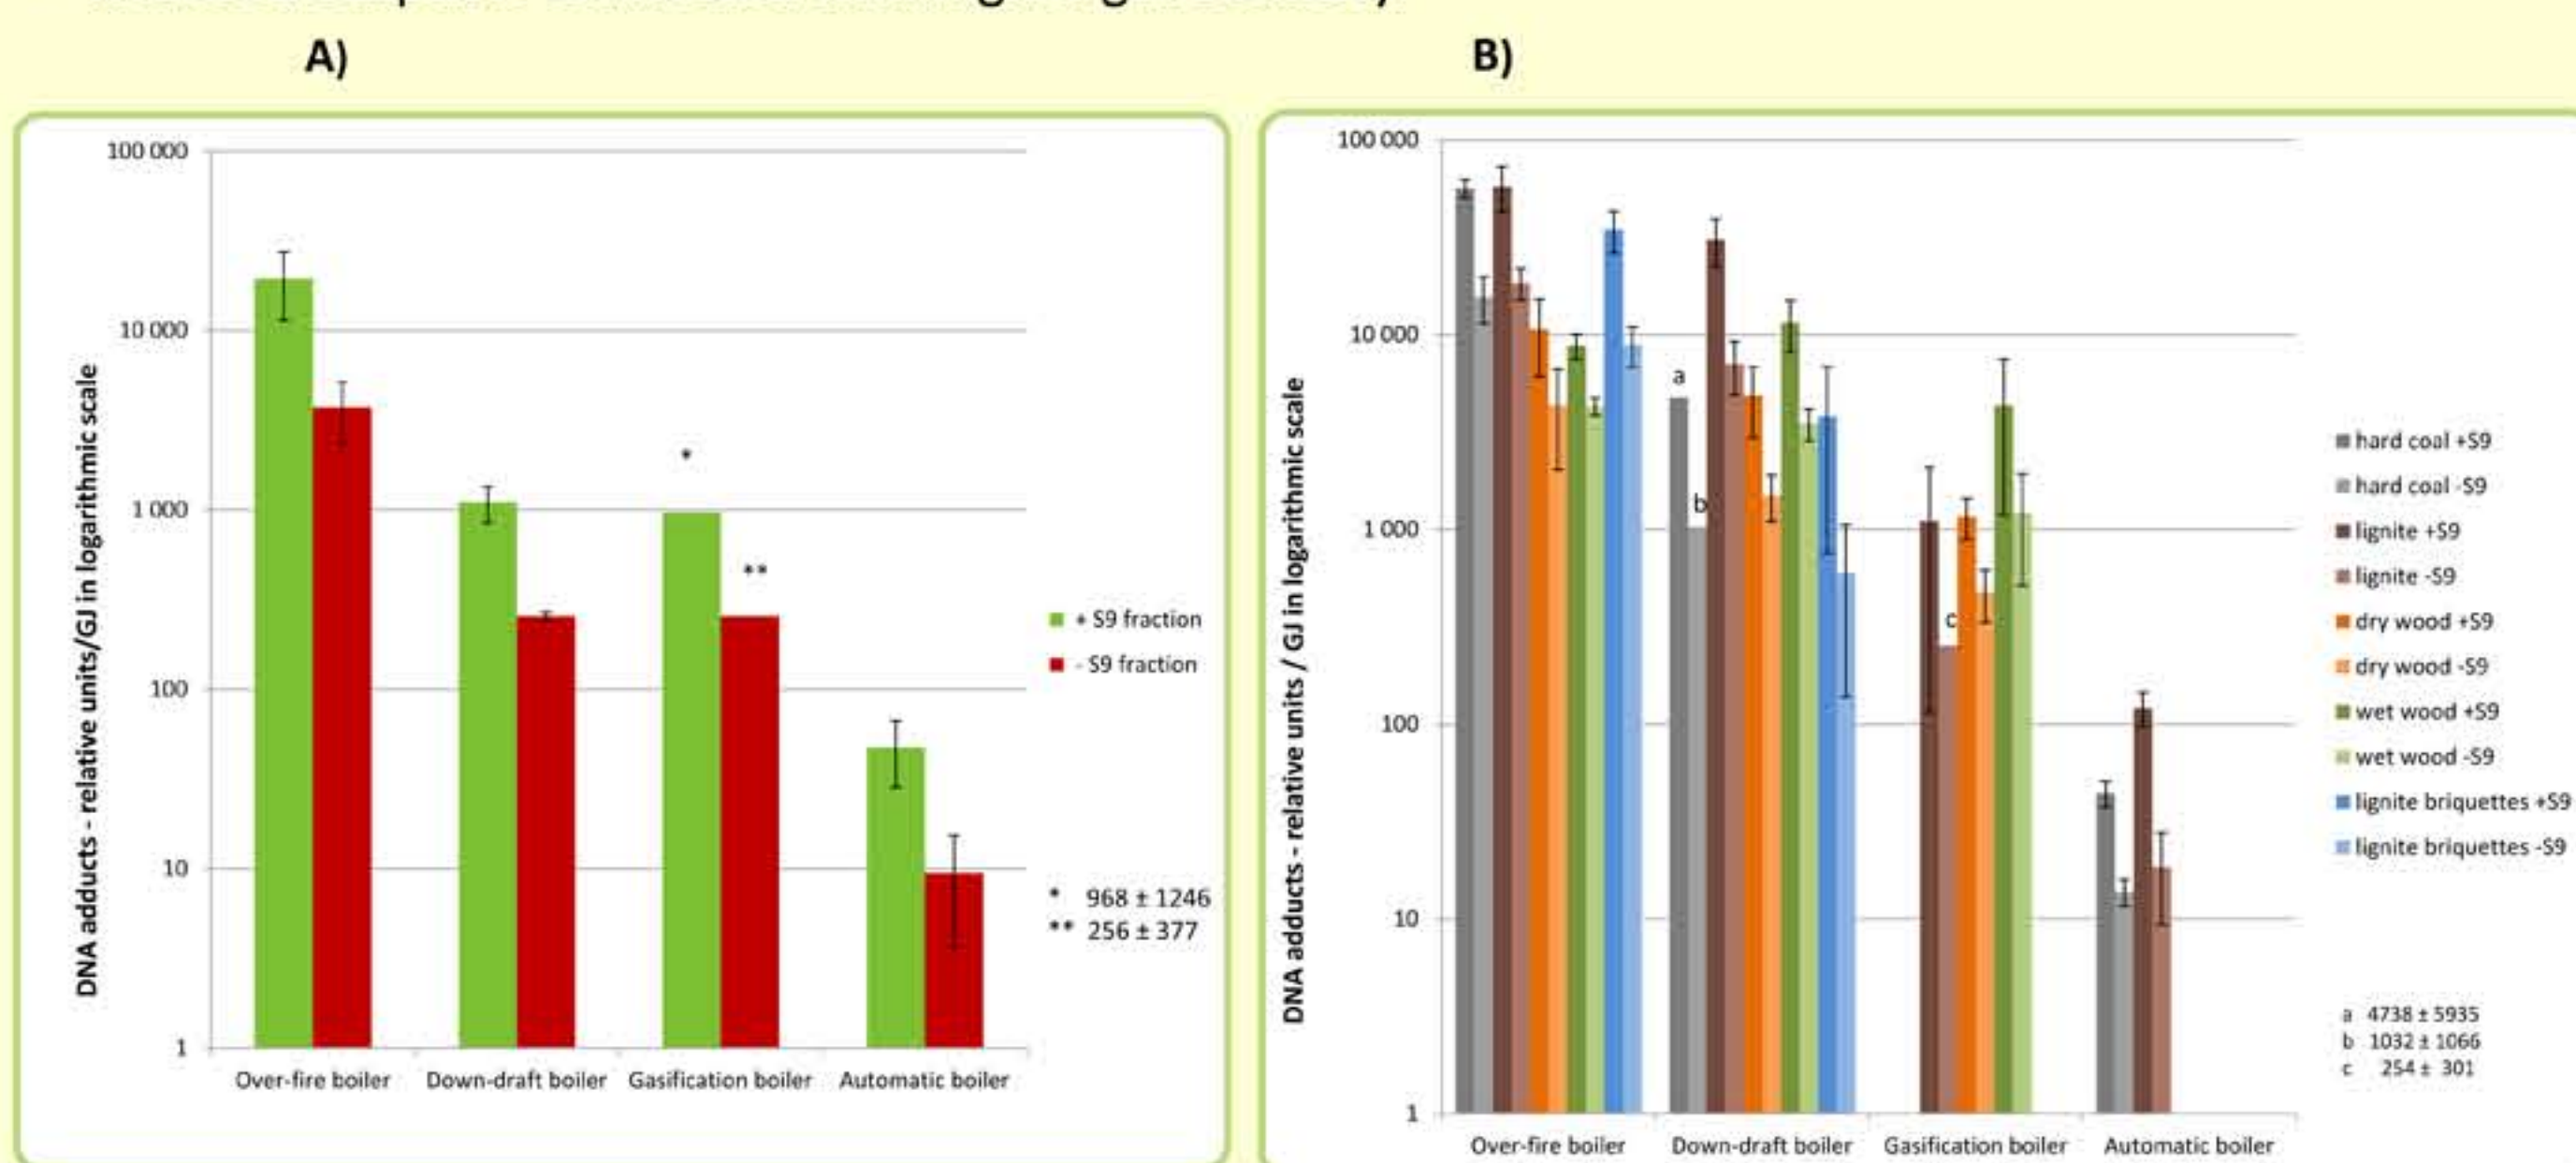 A)
B)
100 000
10 000
1 000
100
10
1
DNA adducts - relative units/GJ in logarithmic scale
*
**
+ S9 fraction
- S9 fraction
* 968 ± 1246
** 256 ± 377
Over-fire boiler Down-draft boiler Gasification boiler Automatic boiler
100 000
10 000
1 000
100
10
1
DNA adducts - relative units / GJ in logarithmic scale
a
b
c
hard coal +S9
hard coal -S9
lignite +S9
lignite -S9
dry wood +S9
dry wood -S9
wet wood +S9
wet wood -S9
lignite briquettes +S9
lignite briquettes -S9
a 4738 ± 5935
b 1032 ± 1066
c 254 ± 301
Over-fire boiler Down-draft boiler Gasification boiler Automatic boiler